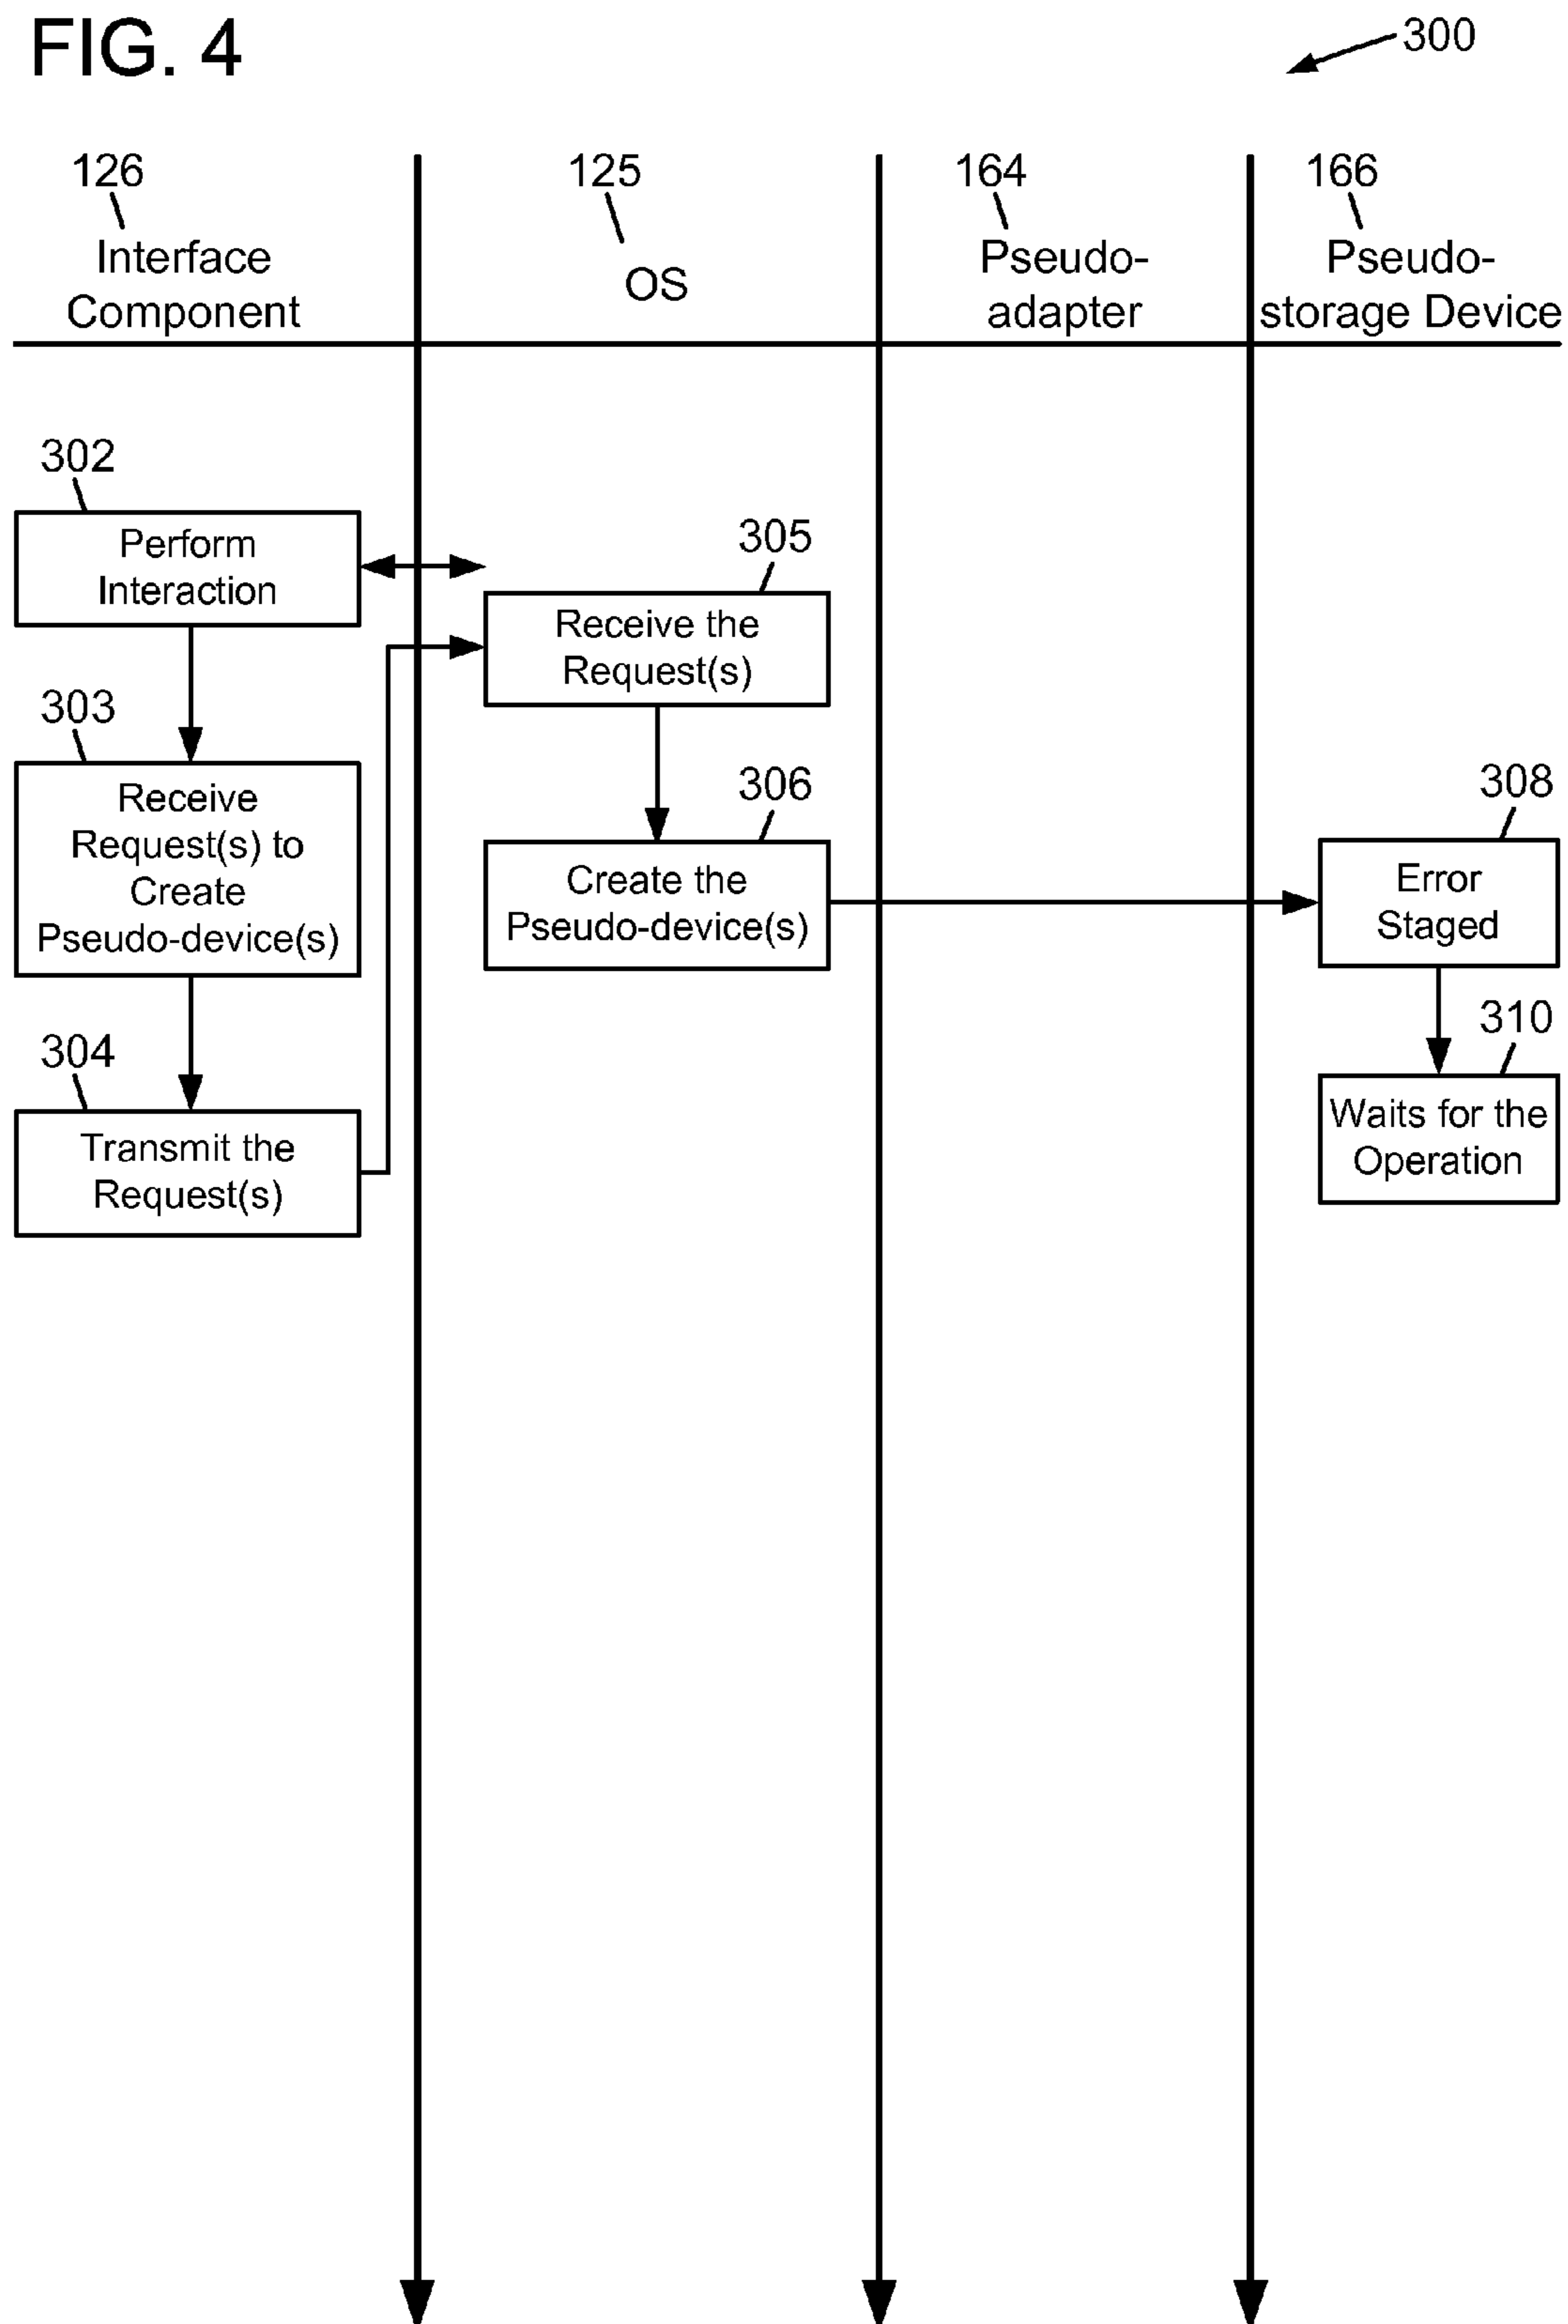 FIG. 4
300
126
Interface
Component
125
OS
164
Pseudo-
adapter
166
Pseudo-
storage Device
302
Perform
Interaction
305
Receive the
Request(s)
303
Receive
Request(s) to
Create
Pseudo-device(s)
306
Create the
Pseudo-device(s)
308
Error
Staged
304
Transmit the
Request(s)
310
Waits for the
Operation